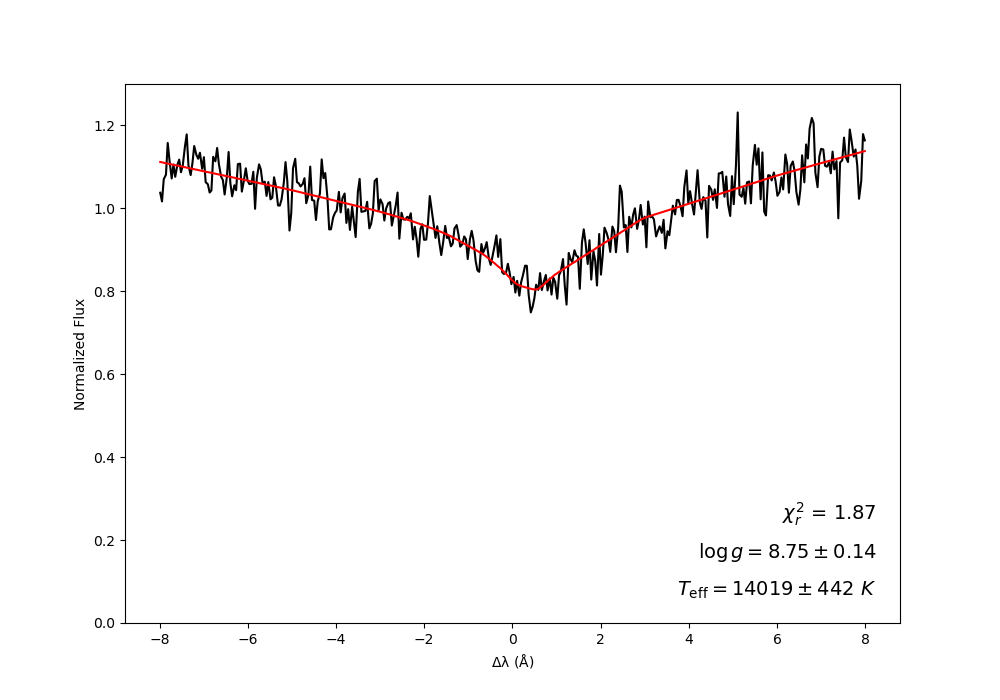 1.2
1.0
0.8
0.6
0.4
0.2
0.0
Normalized Flux
χ²ᵣ = 1.87
log g = 8.75 ± 0.14
T_eff = 14019 ± 442 K
−8 −6 −4 −2 0 2 4 6 8
Δλ (Å)